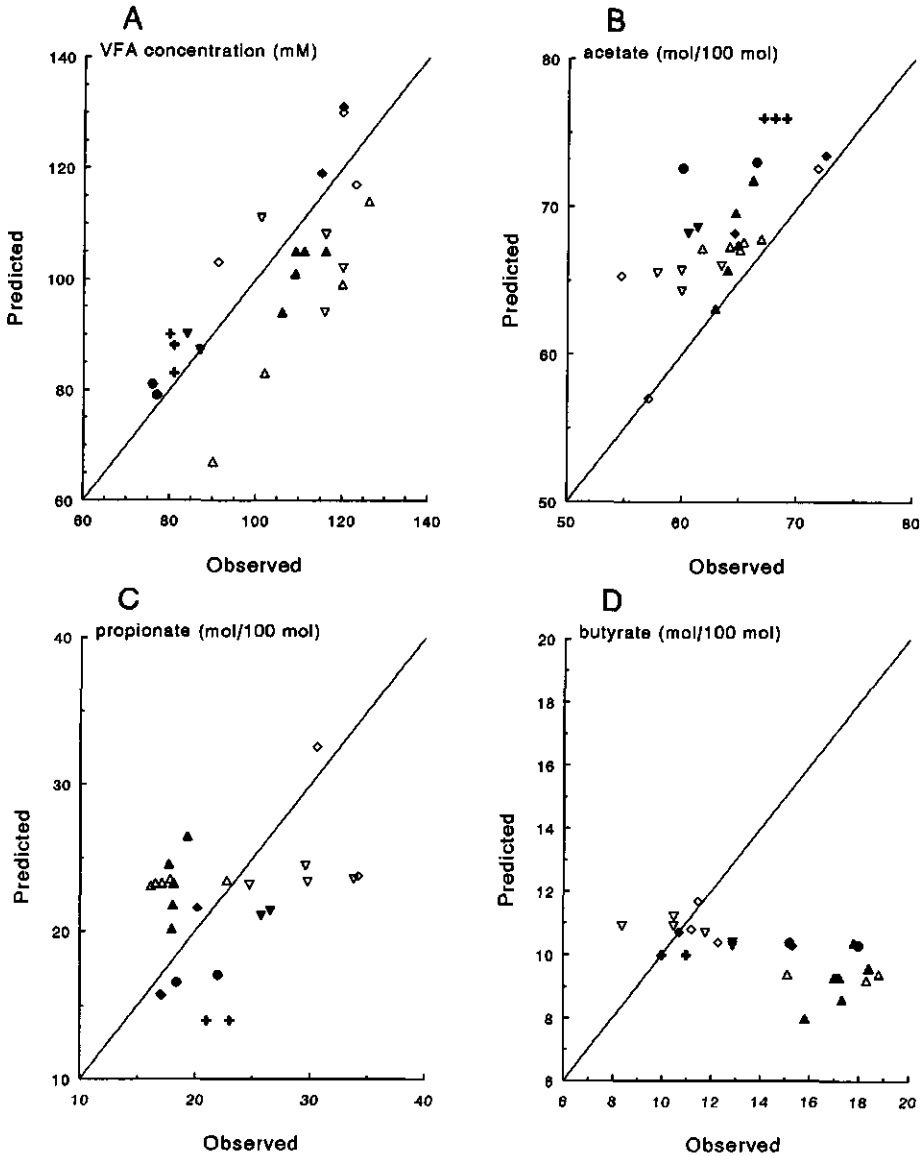 A
VFA concentration (mM)
140
120
100
80
60
60 80 100 120 140
Predicted
Observed
B
acetate (mol/100 mol)
80
70
60
50
50 60 70 80
Predicted
Observed
C
propionate (mol/100 mol)
40
30
20
10
10 20 30 40
Predicted
Observed
D
butyrate (mol/100 mol)
20
18
16
14
12
10
8
6
6 8 10 12 14 16 18 20
Predicted
Observed